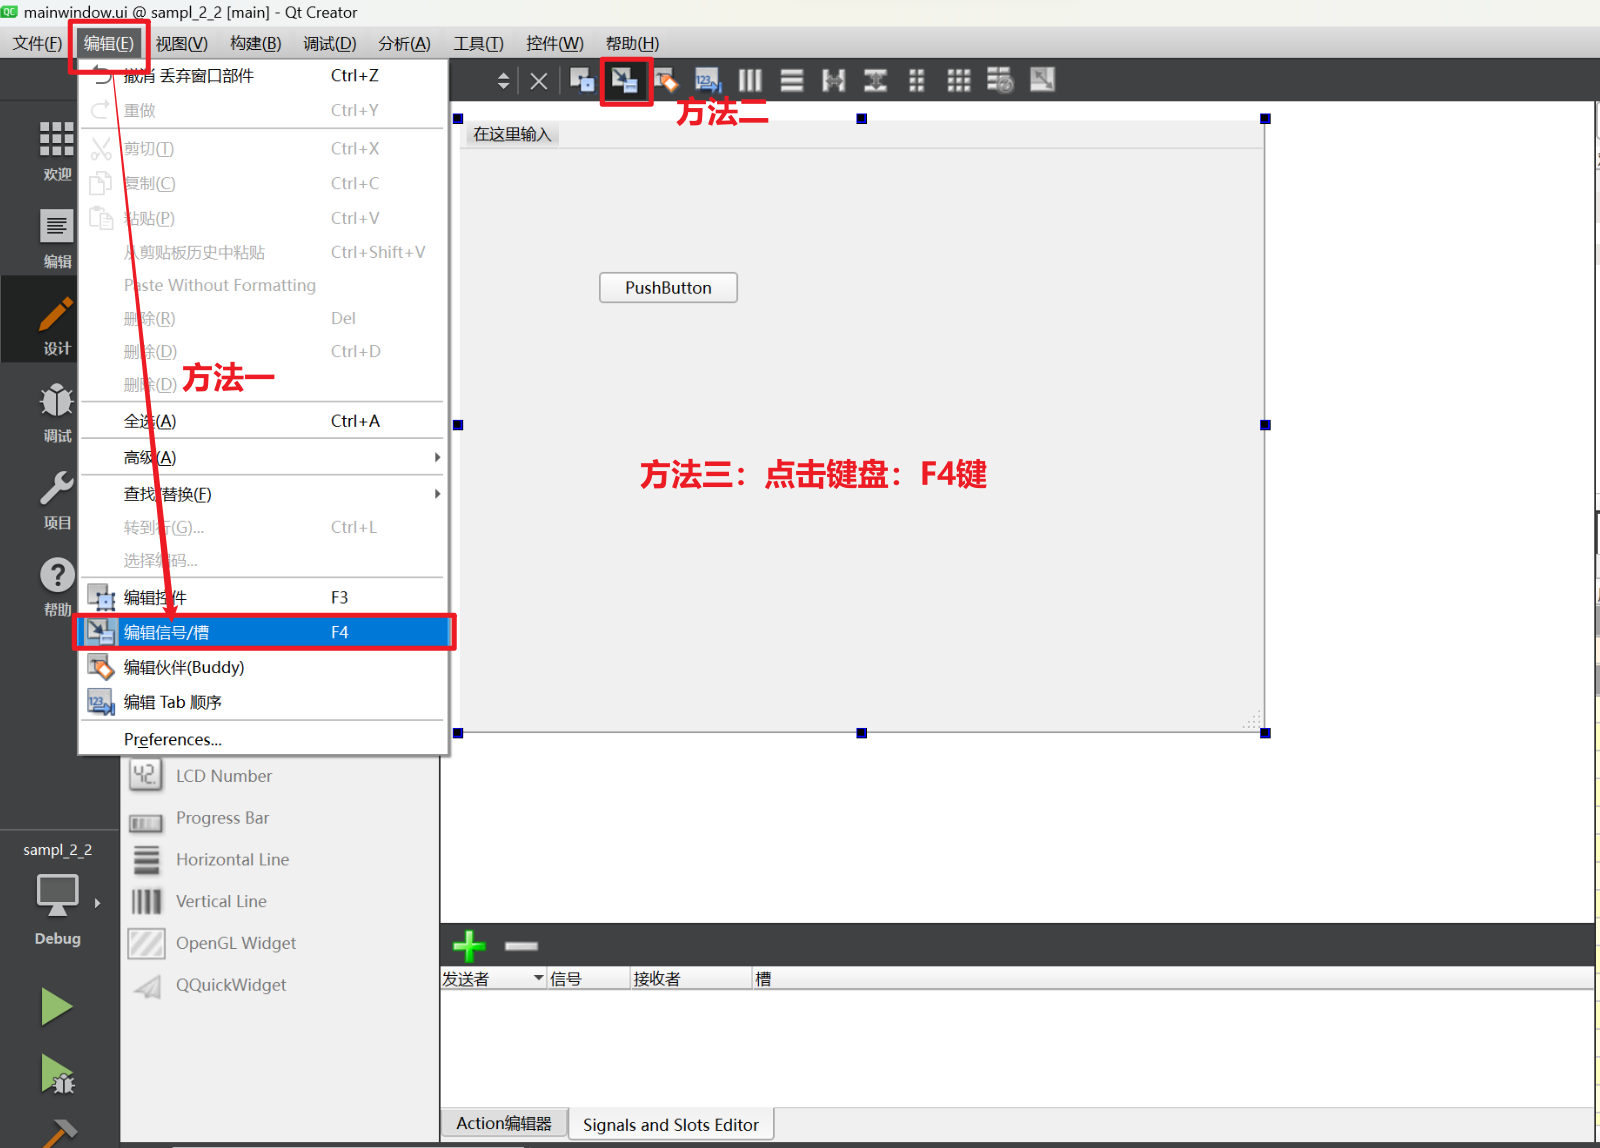 mainwindow.ui @ sampl_2_2 [main] - Qt Creator
文件(F) 编辑(E) 视图(V) 构建(B) 调试(D) 分析(A) 工具(T) 控件(W) 帮助(H)
撤消 丢弃窗口部件 Ctrl+Z
重做 Ctrl+Y
剪切(T) Ctrl+X
复制(C) Ctrl+C
粘贴(P) Ctrl+V
从剪贴板历史中粘贴 Ctrl+Shift+V
Paste Without Formatting
删除(R) Del
删除(D) Ctrl+D
删除(D)
全选(A) Ctrl+A
高级(A)
查找/替换(F)
转到行(G)... Ctrl+L
选择编码...
编辑控件 F3
编辑信号/槽 F4
编辑伙伴(Buddy)
编辑 Tab 顺序
Preferences...
方法一
方法二
在这里输入
PushButton
方法三：点击键盘：F4键
欢迎
编辑
设计
调试
项目
帮助
sampl_2_2
Debug
LCD Number
Progress Bar
Horizontal Line
Vertical Line
OpenGL Widget
QQuickWidget
发送者 信号 接收者 槽
Action编辑器 Signals and Slots Editor